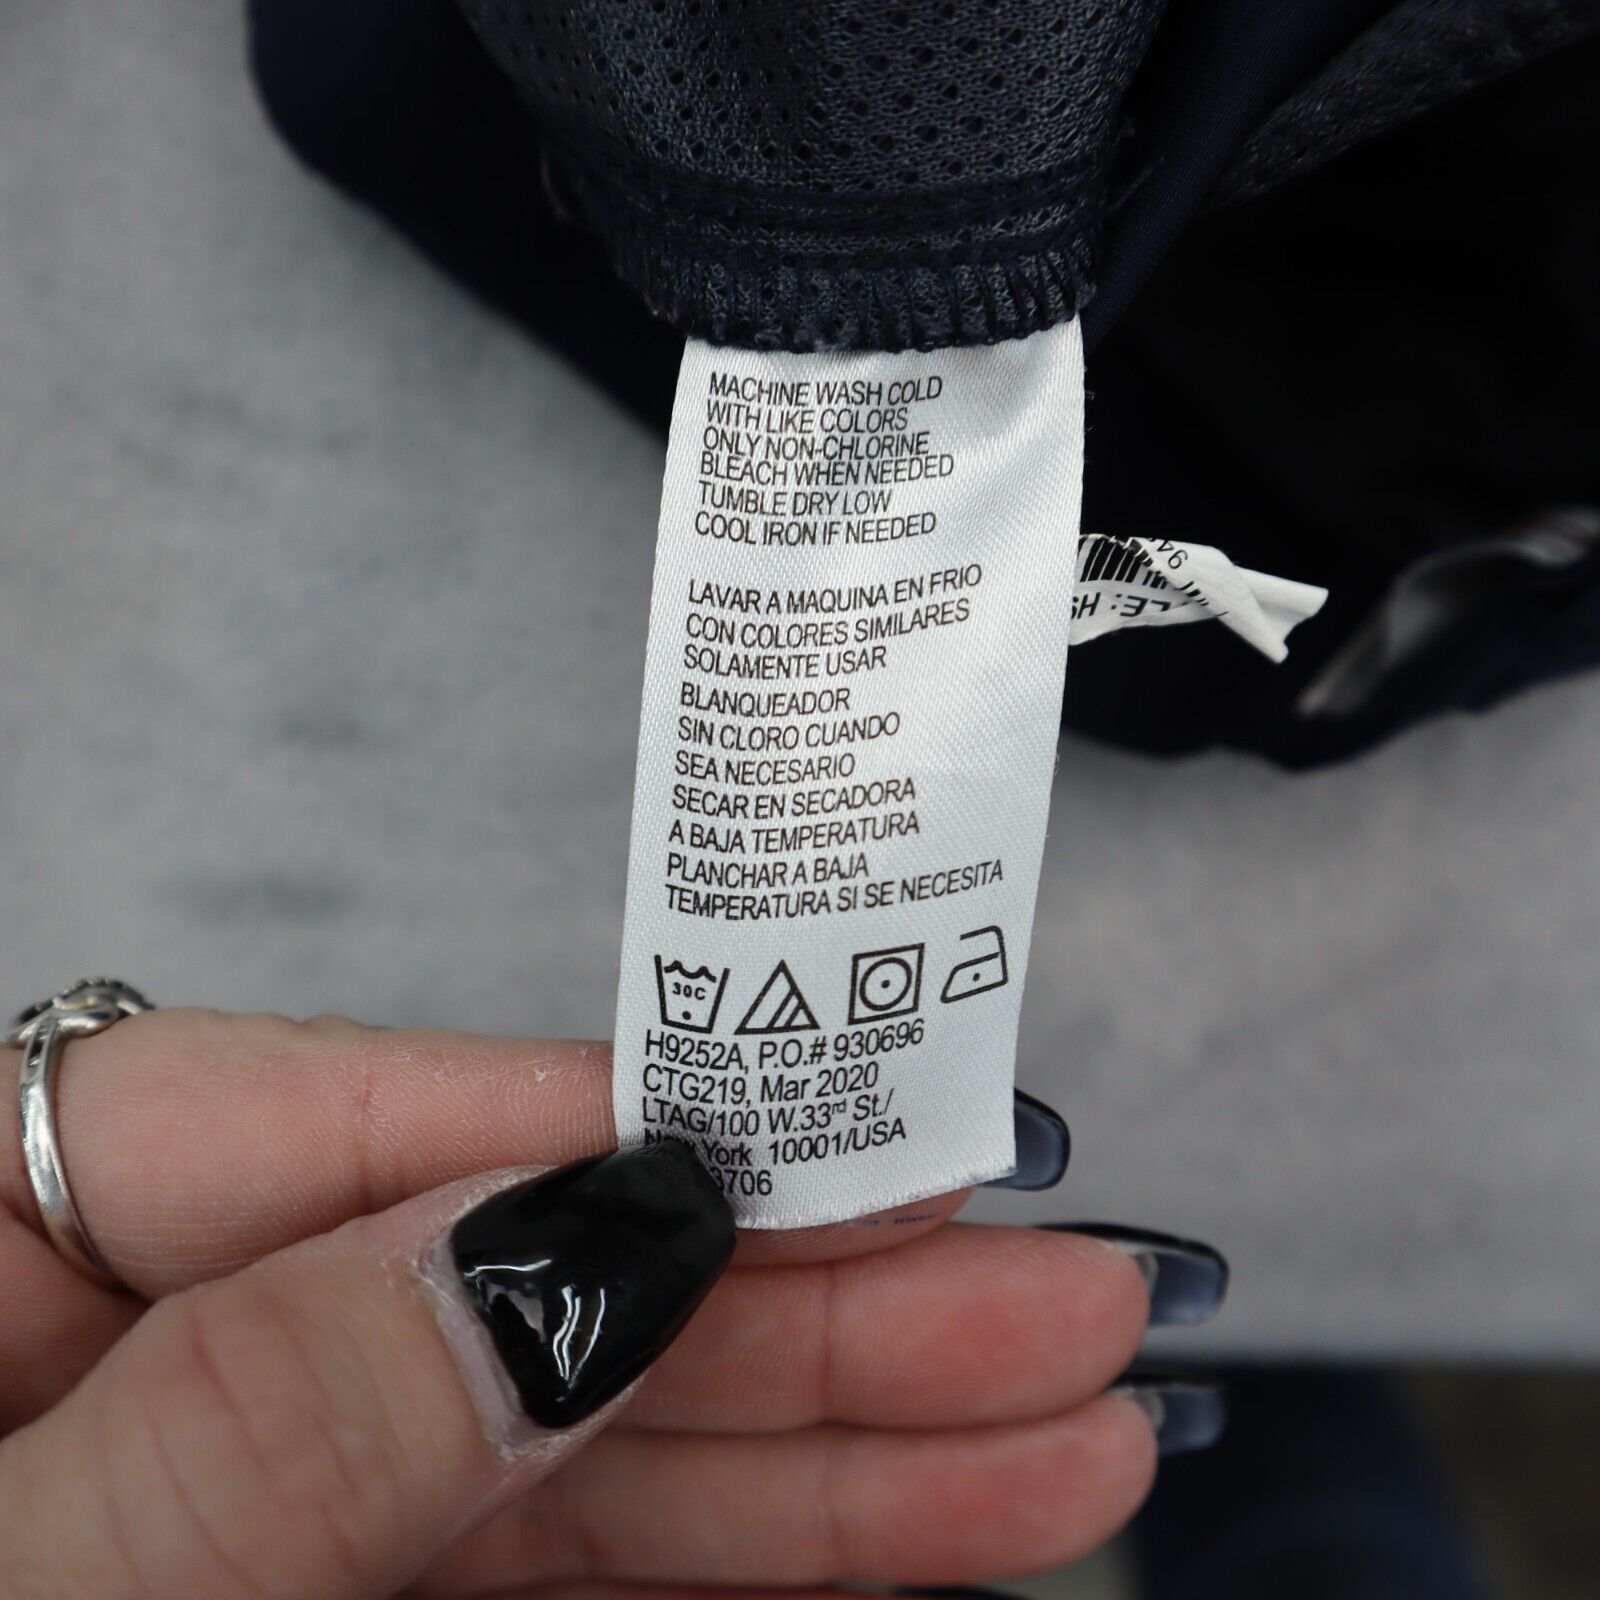 MACHINE WASH COLD
WITH LIKE COLORS
ONLY NON-CHLORINE
BLEACH WHEN NEEDED
TUMBLE DRY LOW
COOL IRON IF NEEDED
LAVAR A MAQUINA EN FRIO
CON COLORES SIMILARES
SOLAMENTE USAR
BLANQUEADOR
SIN CLORO CUANDO
SEA NECESARIO
SECAR EN SECADORA
A BAJA TEMPERATURA
PLANCHAR A BAJA
TEMPERATURA SI SE NECESITA
30C
H9252A, P.O.# 930696
CTG219, Mar 2020
LTAG/100 W.33rd St./
New York 10001/USA